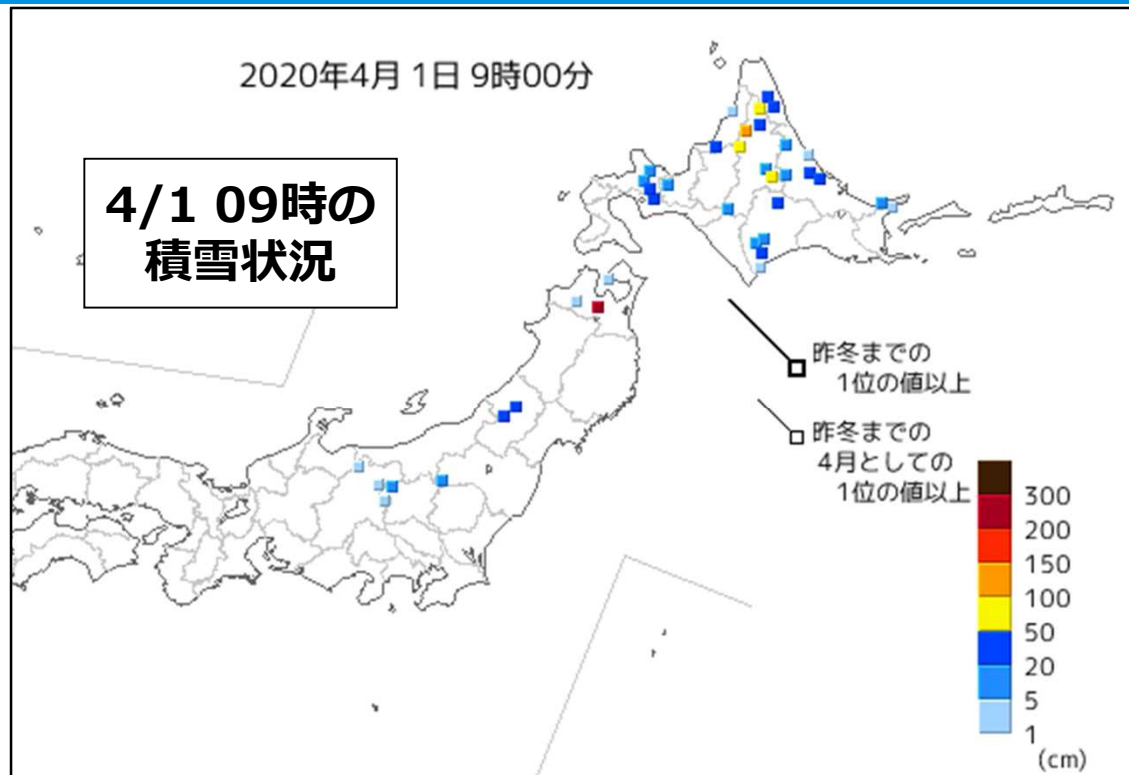 2020年4月 1日 9時00分
4/1 09時の
積雪状況
昨冬までの
1位の値以上
昨冬までの
4月としての
1位の値以上
300
200
150
100
50
20
5
1
(cm)